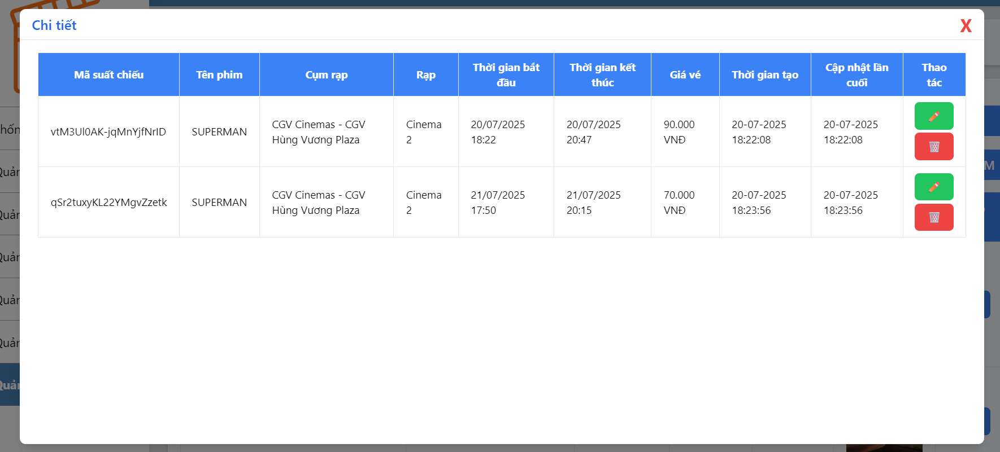 Chi tiết
X
Mã suất chiếu
Tên phim
Cụm rạp
Rạp
Thời gian bắt
đầu
Thời gian kết
thúc
Giá vé
Thời gian tạo
Cập nhật lần
cuối
Thao
tác
vtM3Ul0AK-jqMnYjfNrID
SUPERMAN
CGV Cinemas - CGV
Hùng Vương Plaza
Cinema
2
20/07/2025
18:22
20/07/2025
20:47
90.000
VNĐ
20-07-2025
18:22:08
20-07-2025
18:22:08
qSr2tuxyKL22YMgvZzetk
SUPERMAN
CGV Cinemas - CGV
Hùng Vương Plaza
Cinema
2
21/07/2025
17:50
21/07/2025
20:15
70.000
VNĐ
20-07-2025
18:23:56
20-07-2025
18:23:56